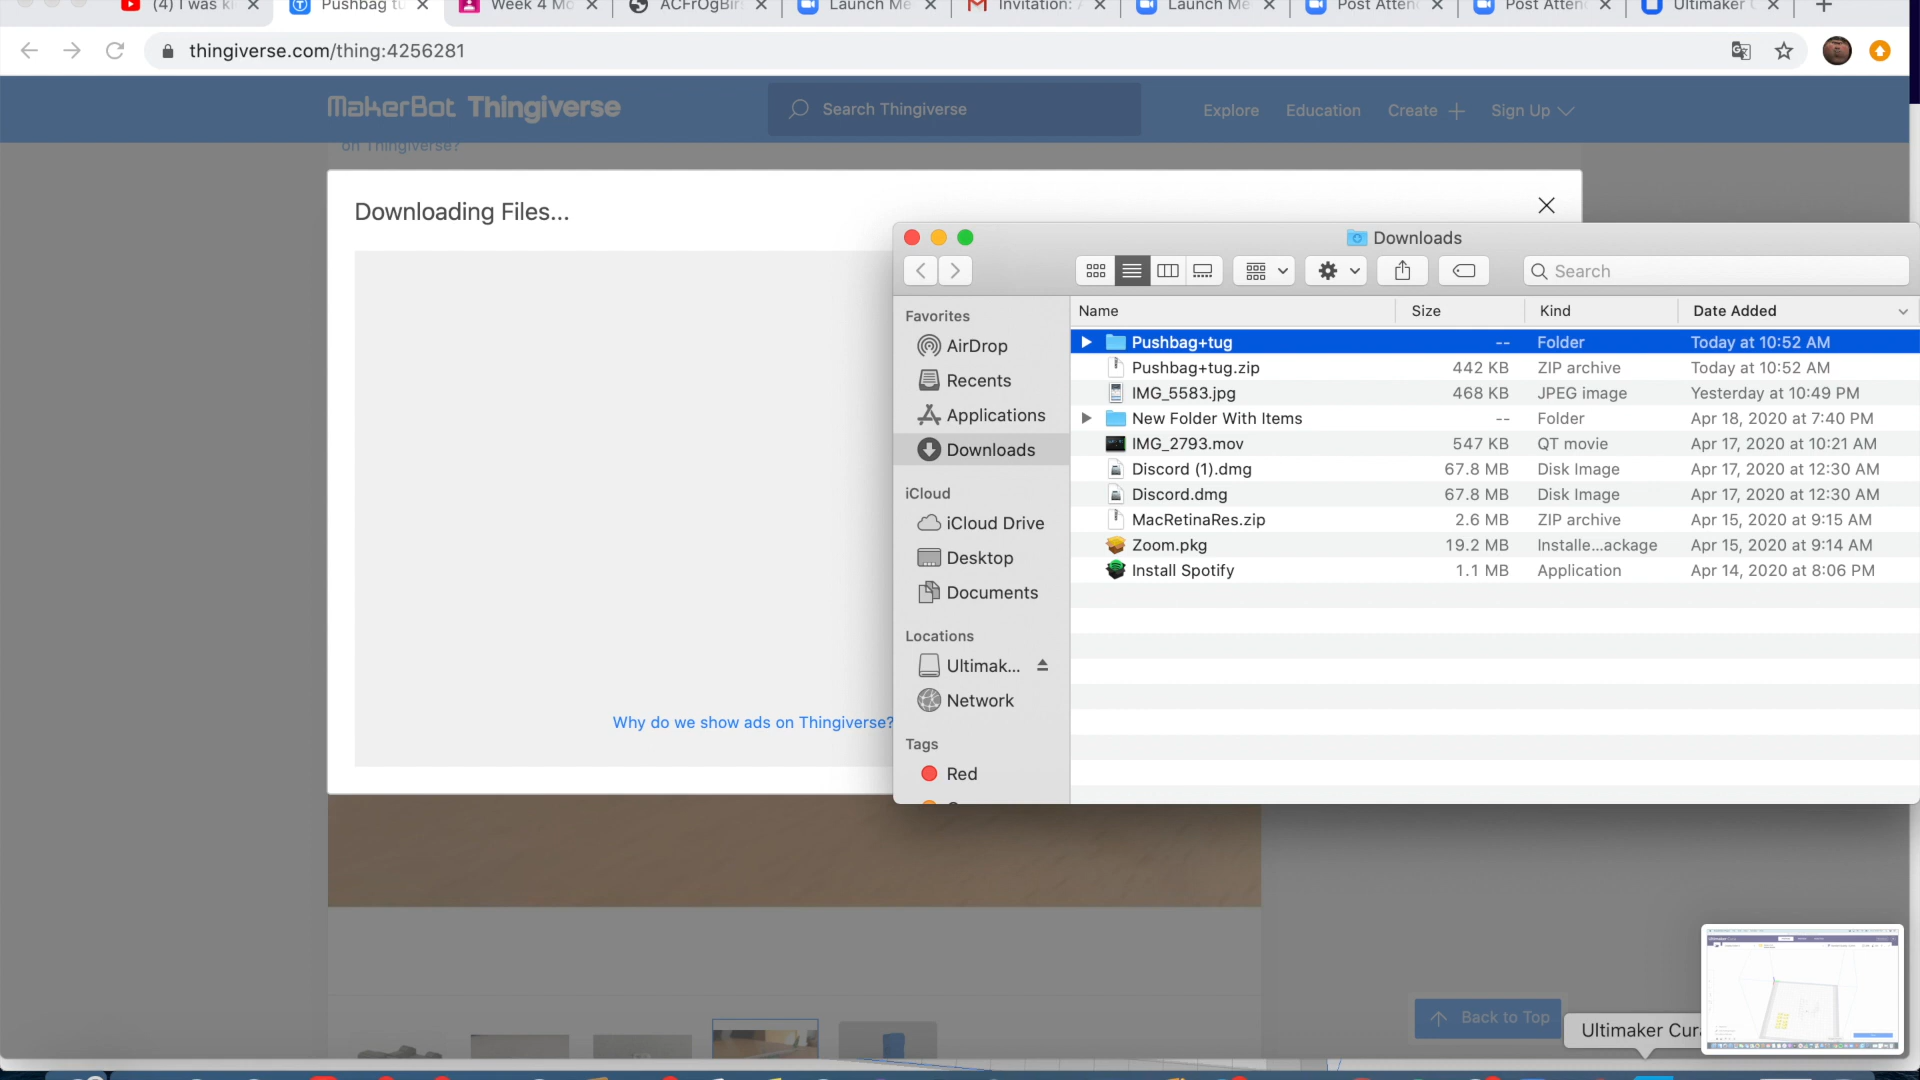 (4) I was k
Pushbag tu
Week 4 Mo
ACFrOgBir
Launch Me
Invitation:
Launch Me
Post Atten
Post Atten
Ultimaker
thingiverse.com/thing:4256281
MakerBot Thingiverse
Search Thingiverse
Explore
Education
Create
Sign Up
on Thingiverse?
Downloading Files...
Why do we show ads on Thingiverse?
Downloads
Search
Favorites
AirDrop
Recents
Applications
Downloads
iCloud
iCloud Drive
Desktop
Documents
Locations
Ultimak...
Network
Tags
Red
Name Size Kind Date Added
Pushbag+tug -- Folder Today at 10:52 AM
Pushbag+tug.zip 442 KB ZIP archive Today at 10:52 AM
IMG_5583.jpg 468 KB JPEG image Yesterday at 10:49 PM
New Folder With Items -- Folder Apr 18, 2020 at 7:40 PM
IMG_2793.mov 547 KB QT movie Apr 17, 2020 at 10:21 AM
Discord (1).dmg 67.8 MB Disk Image Apr 17, 2020 at 12:30 AM
Discord.dmg 67.8 MB Disk Image Apr 17, 2020 at 12:30 AM
MacRetinaRes.zip 2.6 MB ZIP archive Apr 15, 2020 at 9:15 AM
Zoom.pkg 19.2 MB Installe...ackage Apr 15, 2020 at 9:14 AM
Install Spotify 1.1 MB Application Apr 14, 2020 at 8:06 PM
Back to Top
Ultimaker Cura